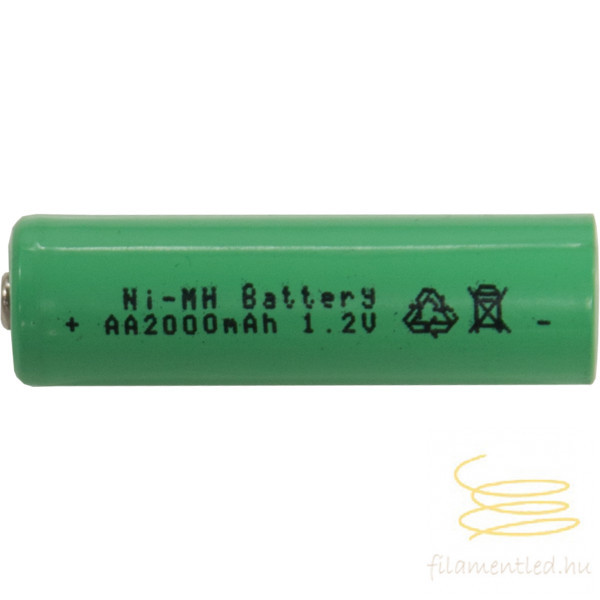 Ni-MH Battery
+ AA2000mAh 1.2V -
filamentled.hu